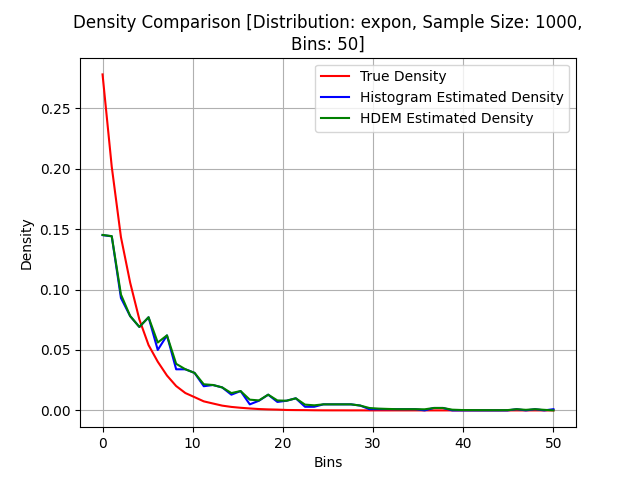 Density Comparison [Distribution: expon, Sample Size: 1000,
Bins: 50]
True Density
Histogram Estimated Density
HDEM Estimated Density
Density
0.25
0.20
0.15
0.10
0.05
0.00
0 10 20 30 40 50
Bins